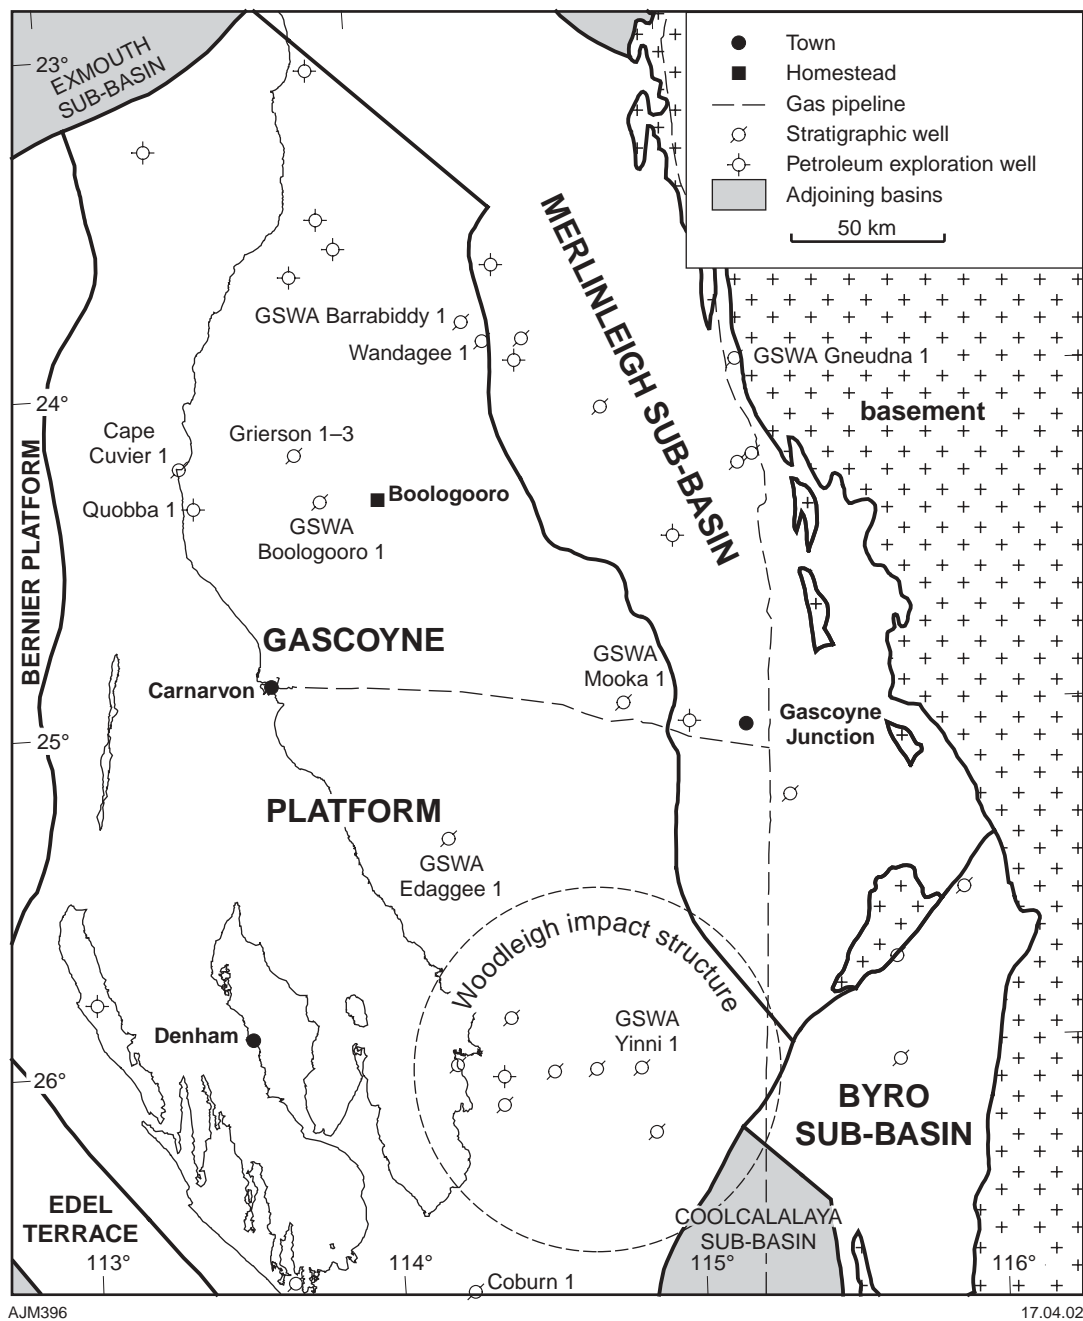 Town
Homestead
Gas pipeline
Stratigraphic well
Petroleum exploration well
Adjoining basins
50 km
23°
EXMOUTH
SUB-BASIN
MERLINLEIGH SUB-BASIN
GSWA Barrabiddy 1
Wandagee 1
GSWA Gneudna 1
24°
basement
Cape
Cuvier 1
Grierson 1–3
Boologooro
Quobba 1
GSWA
Boologooro 1
BERNIER PLATFORM
GASCOYNE
GSWA
Mooka 1
Carnarvon
Gascoyne
Junction
25°
PLATFORM
GSWA
Edaggee 1
Woodleigh impact structure
GSWA
Yinni 1
Denham
26°
BYRO
SUB-BASIN
EDEL
TERRACE
COOLCALALAYA
SUB-BASIN
113°
114°
115°
116°
Coburn 1
AJM396
17.04.02